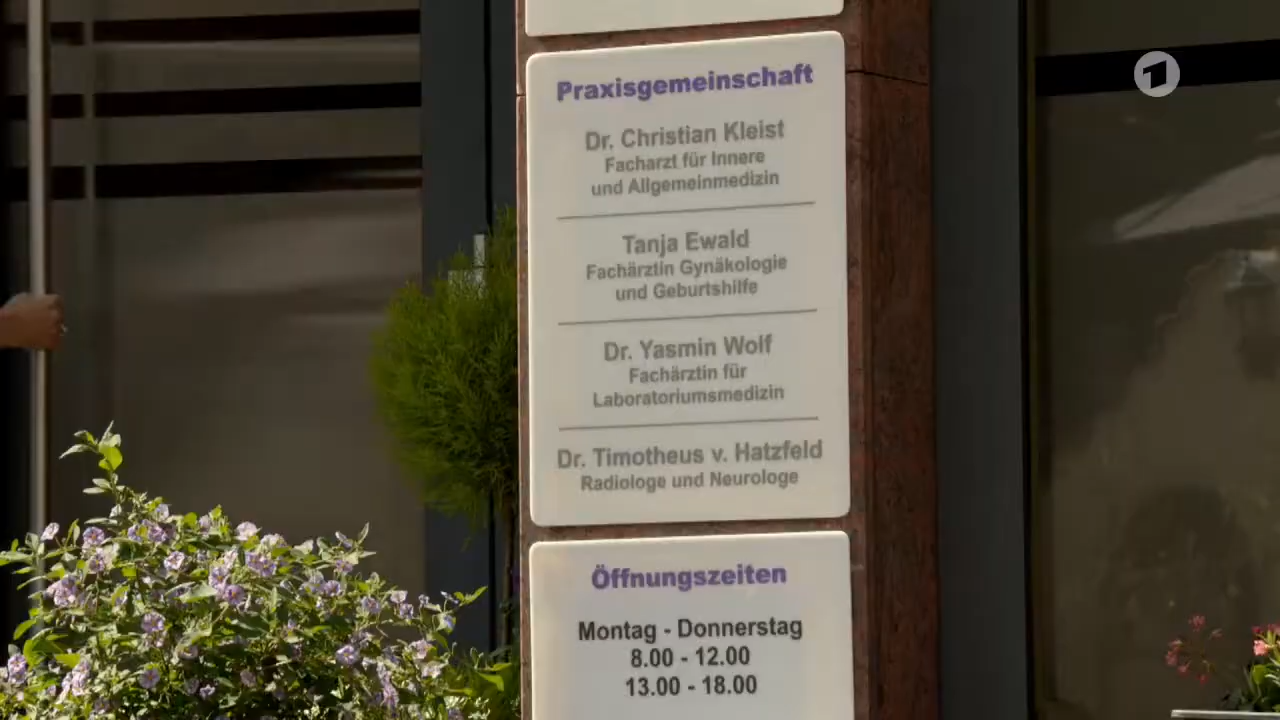 Praxisgemeinschaft
Dr. Christian Kleist
Facharzt für Innere
und Allgemeinmedizin
Tanja Ewald
Fachärztin Gynäkologie
und Geburtshilfe
Dr. Yasmin Wolf
Fachärztin für
Laboratoriumsmedizin
Dr. Timotheus v. Hatzfeld
Radiologe und Neurologe
Öffnungszeiten
Montag - Donnerstag
8.00 - 12.00
13.00 - 18.00
1